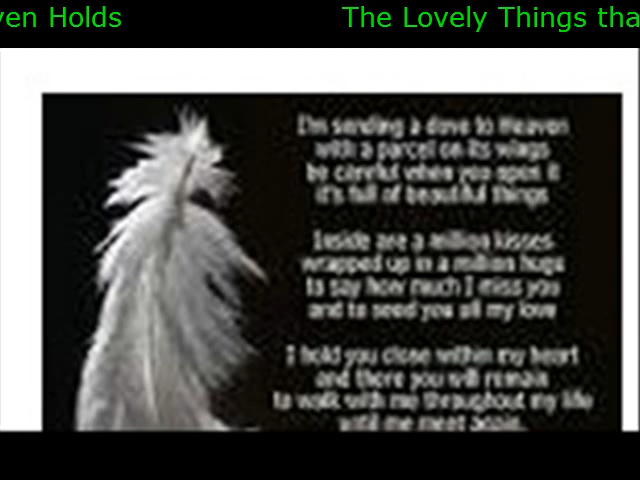 ven Holds The Lovely Things tha
I'm sending a dove to Heaven
with a parcel on its wings
be careful when you open it
it's full of beautiful things
Inside are a million kisses
wrapped up in a million hugs
to say how much I miss you
and to send you all my love
I hold you close within my heart
and there you will remain
to walk with me throughout my life
until we meet again.